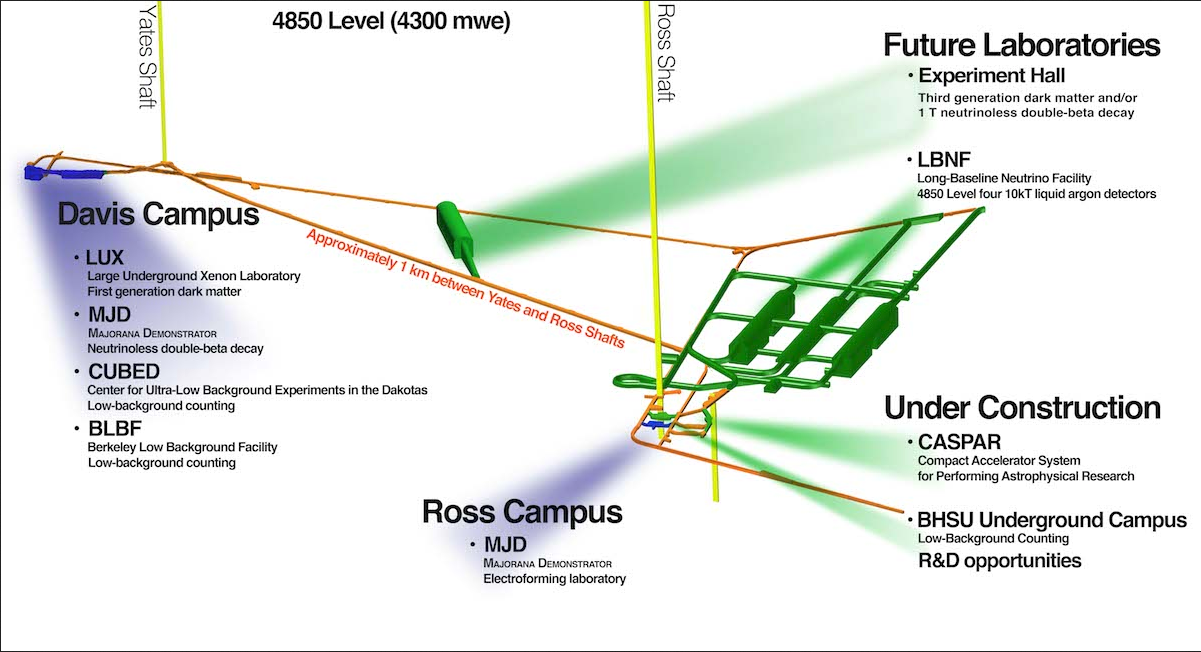 4850 Level (4300 mwe)
Yates Shaft
Ross Shaft
Future Laboratories
• Experiment Hall
Third generation dark matter and/or
1 T neutrinoless double-beta decay
• LBNF
Long-Baseline Neutrino Facility
4850 Level four 10kT liquid argon detectors
Davis Campus
• LUX
Large Underground Xenon Laboratory
First generation dark matter
• MJD
MAJORANA DEMONSTRATOR
Neutrinoless double-beta decay
• CUBED
Center for Ultra-Low Background Experiments in the Dakotas
Low-background counting
• BLBF
Berkeley Low Background Facility
Low-background counting
Approximately 1 km between Yates and Ross Shafts
Ross Campus
• MJD
MAJORANA DEMONSTRATOR
Electroforming laboratory
Under Construction
• CASPAR
Compact Accelerator System
for Performing Astrophysical Research
• BHSU Underground Campus
Low-Background Counting
R&D opportunities